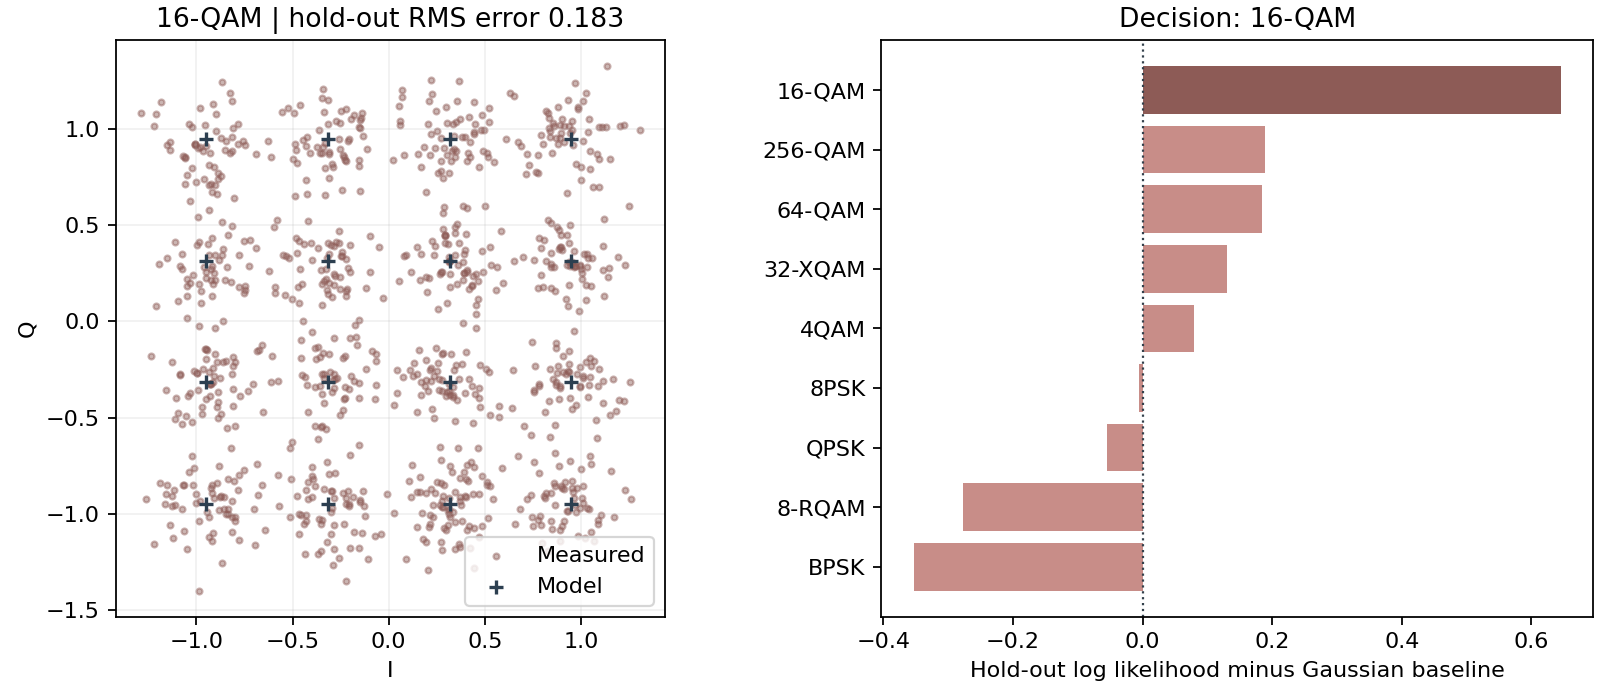 16-QAM | hold-out RMS error 0.183
1.0
0.5
0.0
−0.5
−1.0
−1.5
Q
−1.0
−0.5
0.0
0.5
1.0
I
Measured
Model
Decision: 16-QAM
16-QAM
256-QAM
64-QAM
32-XQAM
4QAM
8PSK
QPSK
8-RQAM
BPSK
−0.4
−0.2
0.0
0.2
0.4
0.6
Hold-out log likelihood minus Gaussian baseline